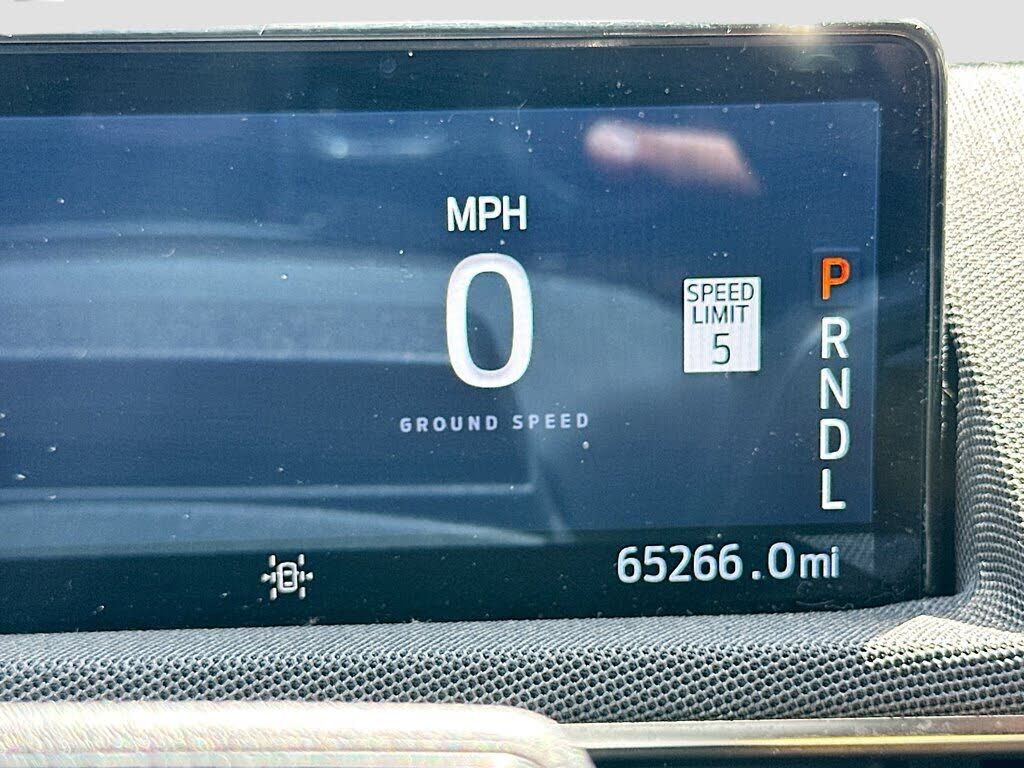 MPH
0
GROUND SPEED
SPEED
LIMIT
5
P
R
N
D
L
65266.0mi